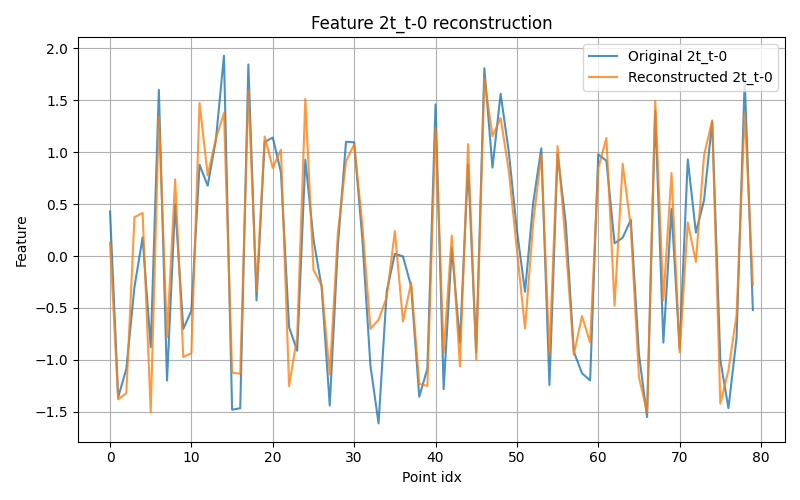 Feature 2t_t-0 reconstruction
Original 2t_t-0
Reconstructed 2t_t-0
Feature
2.0
1.5
1.0
0.5
0.0
−0.5
−1.0
−1.5
0 10 20 30 40 50 60 70 80
Point idx